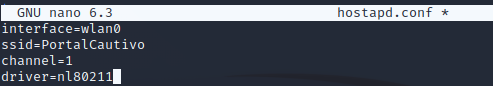 GNU nano 6.3 hostapd.conf *
interface=wlan0
ssid=PortalCautivo
channel=1
driver=nl80211